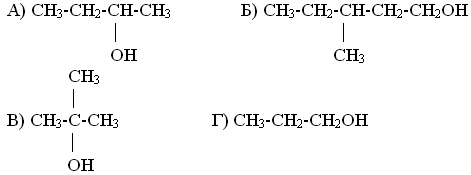 А) CH₃-CH₂-CH-CH₃ Б) CH₃-CH₂-CH-CH₂-CH₂OH
OH CH₃
CH₃
В) CH₃-C-CH₃ Г) CH₃-CH₂-CH₂OH
OH